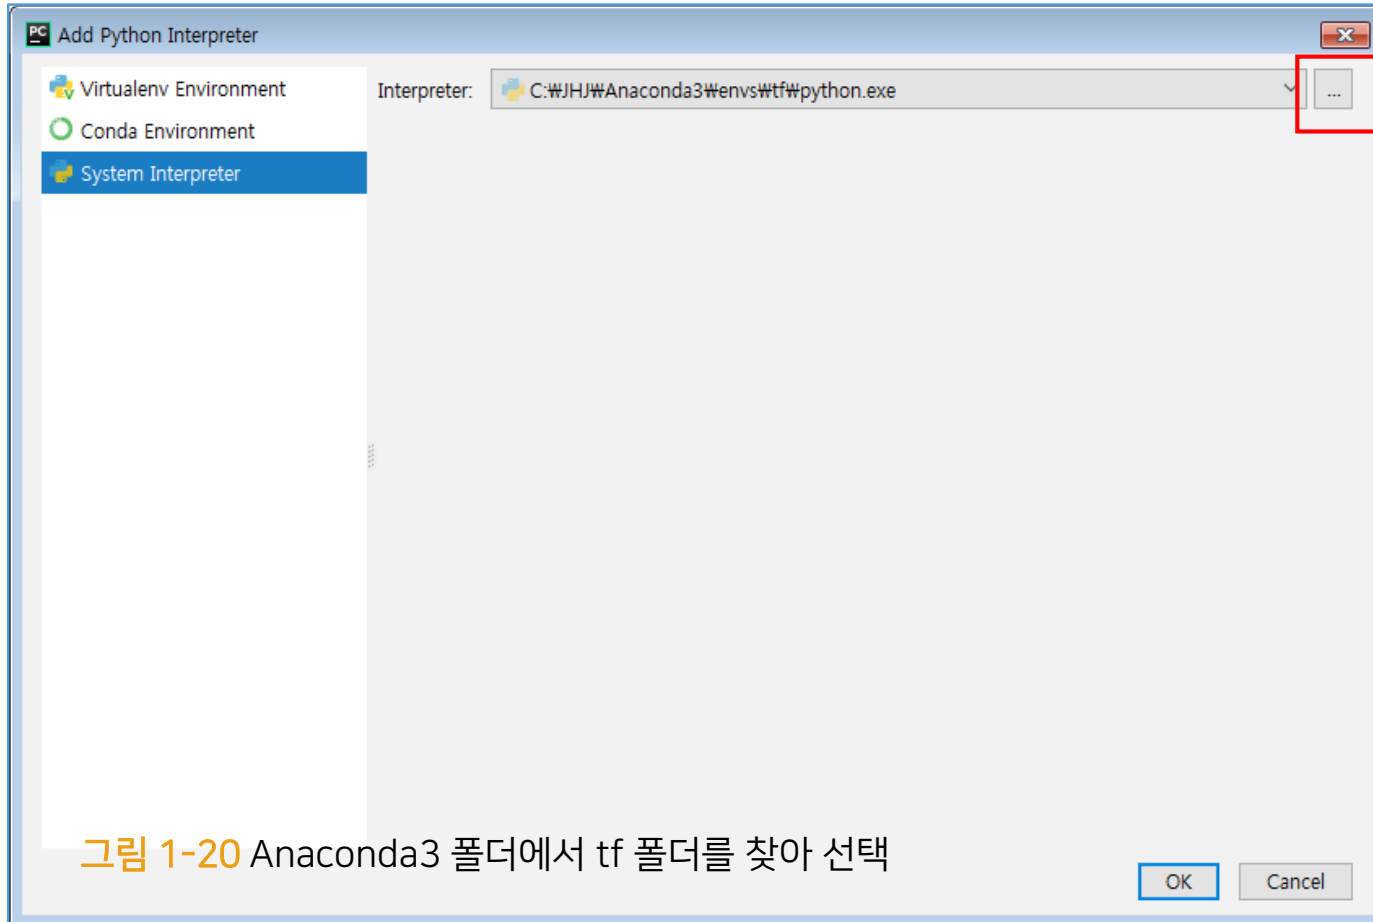 PC Add Python Interpreter
Virtualenv Environment
Conda Environment
System Interpreter
Interpreter: C:₩JHJ₩Anaconda3₩envs₩tf₩python.exe ...
그림 1-20 Anaconda3 폴더에서 tf 폴더를 찾아 선택
OK Cancel